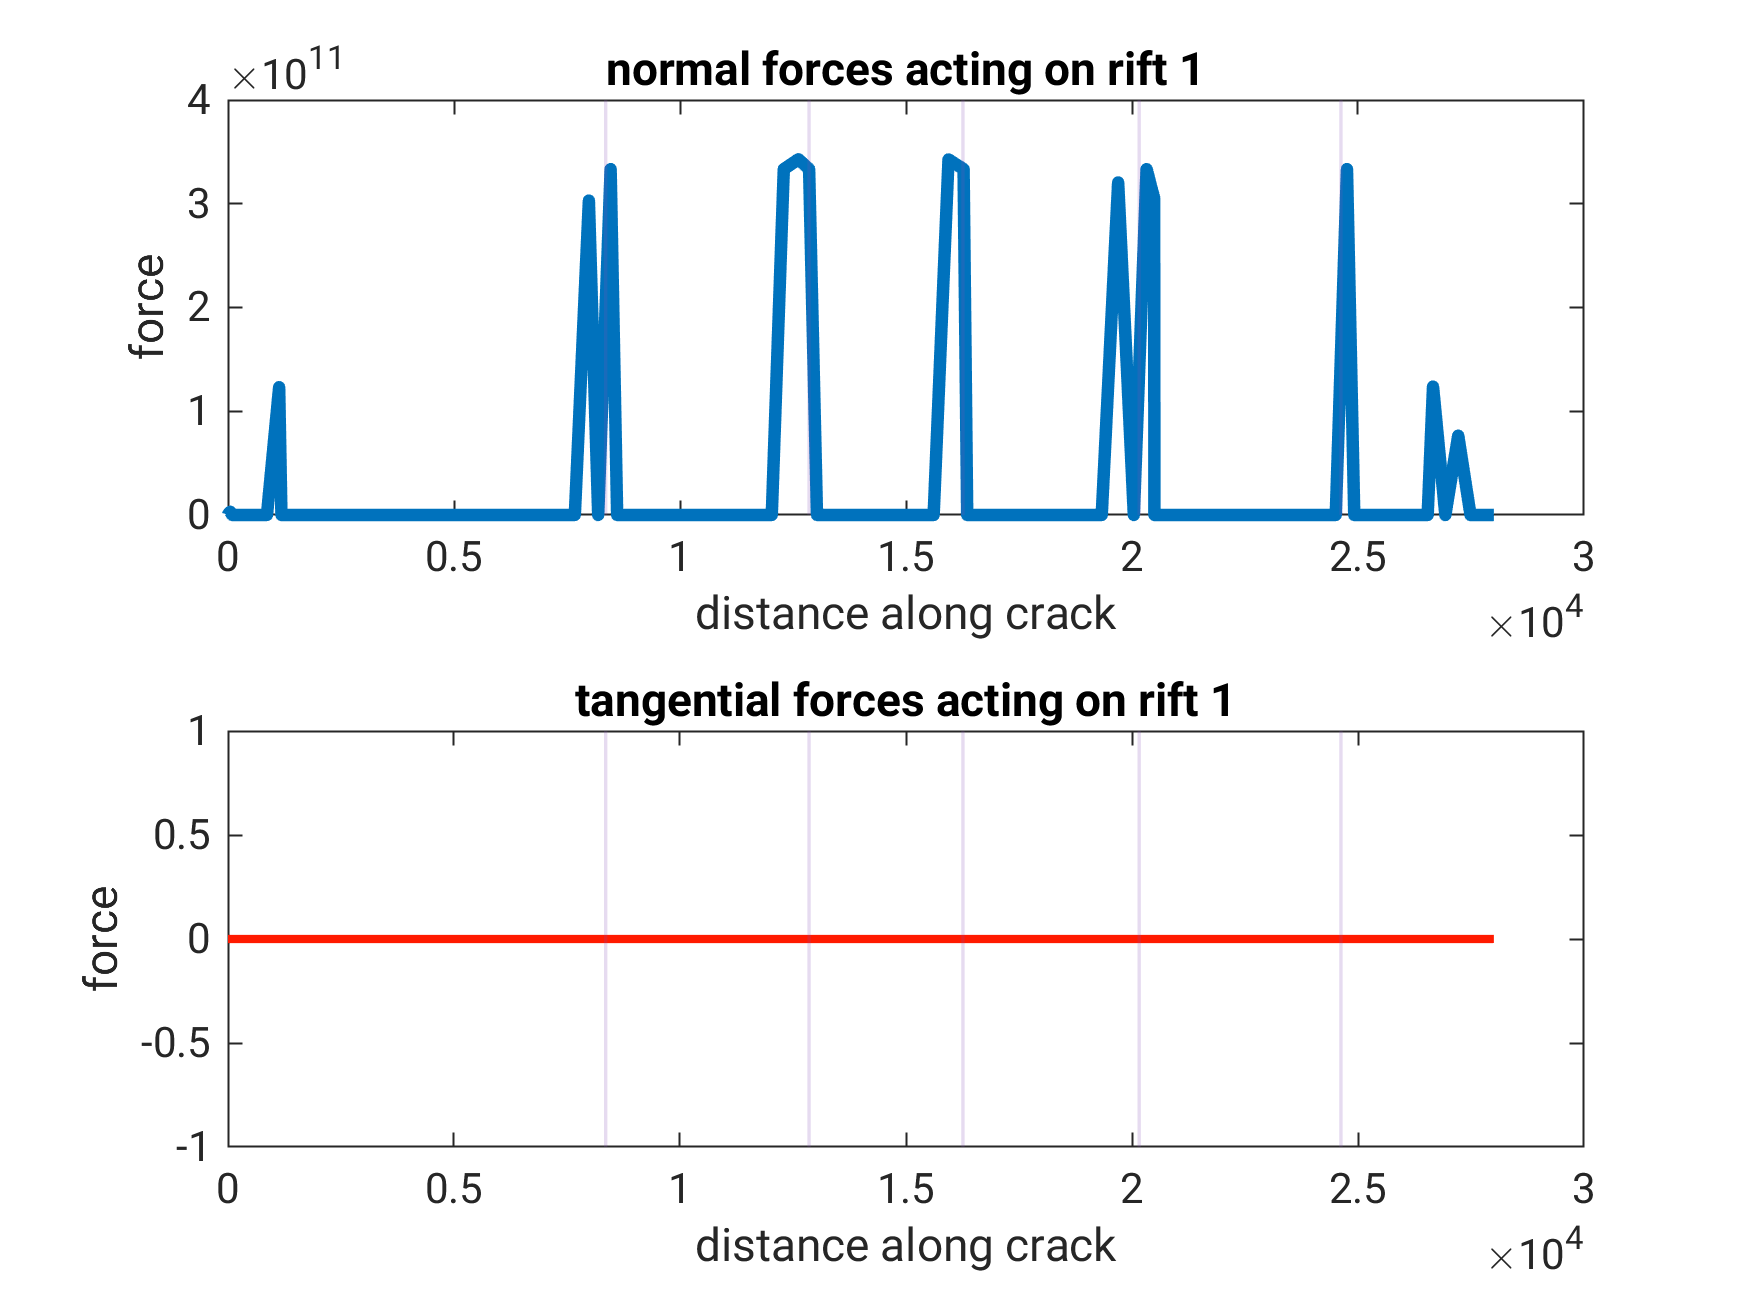 ×10^11
normal forces acting on rift 1
4
3
2
1
0
force
0 0.5 1 1.5 2 2.5 3
distance along crack
×10^4
tangential forces acting on rift 1
1
0.5
0
-0.5
-1
force
0 0.5 1 1.5 2 2.5 3
distance along crack
×10^4